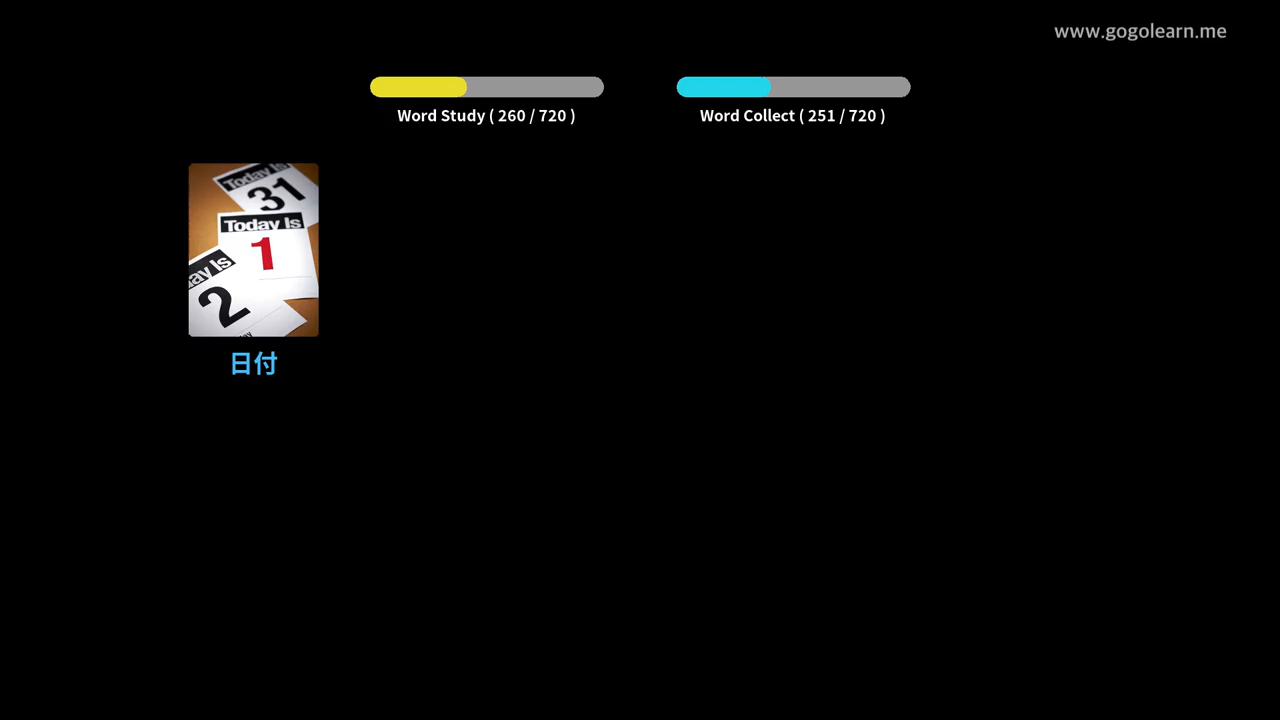 www.gogolearn.me
Word Study ( 260 / 720 )
Word Collect ( 251 / 720 )
Today Is
31
Today Is
1
ay Is
2
日付